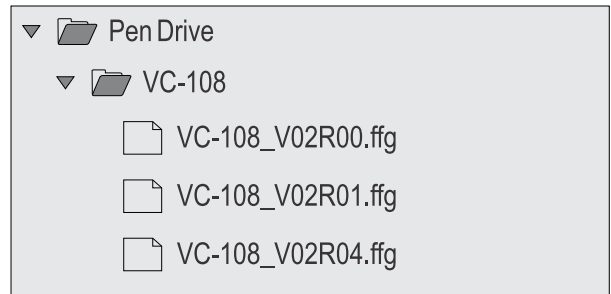 Pen Drive
VC-108
VC-108_V02R00.ffg
VC-108_V02R01.ffg
VC-108_V02R04.ffg